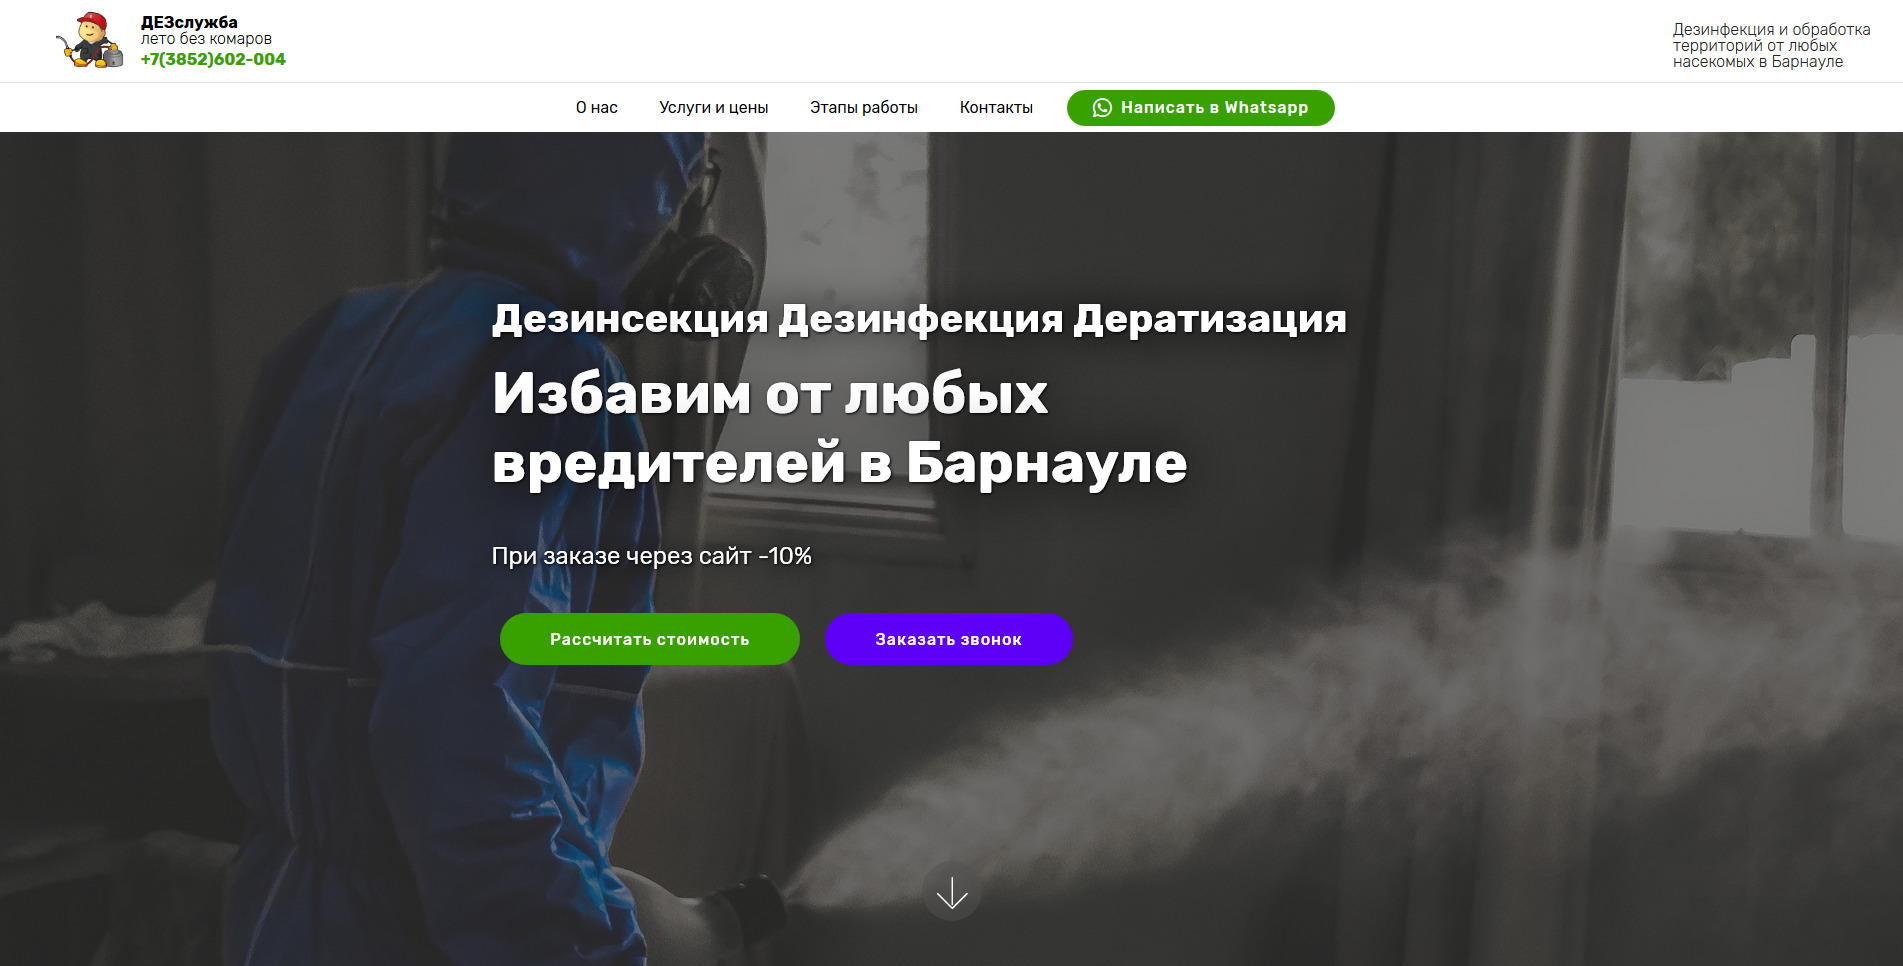 ДЕЗслужба
лето без комаров
+7(3852)602-004
Дезинфекция и обработка
территорий от любых
насекомых в Барнауле
О нас
Услуги и цены
Этапы работы
Контакты
Написать в Whatsapp
Дезинсекция Дезинфекция Дератизация
Избавим от любых
вредителей в Барнауле
При заказе через сайт -10%
Рассчитать стоимость
Заказать звонок